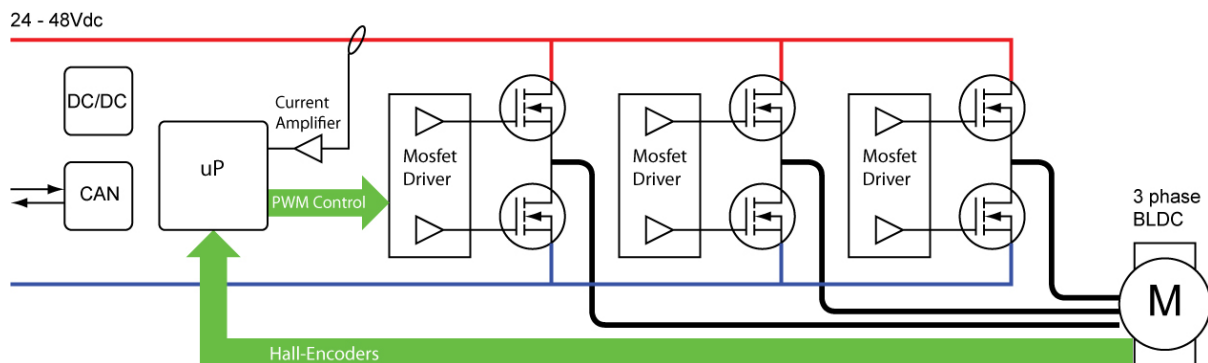 24 - 48Vdc
DC/DC
CAN
uP
Current
Amplifier
PWM Control
Mosfet
Driver
Mosfet
Driver
Mosfet
Driver
3 phase
BLDC
M
Hall-Encoders